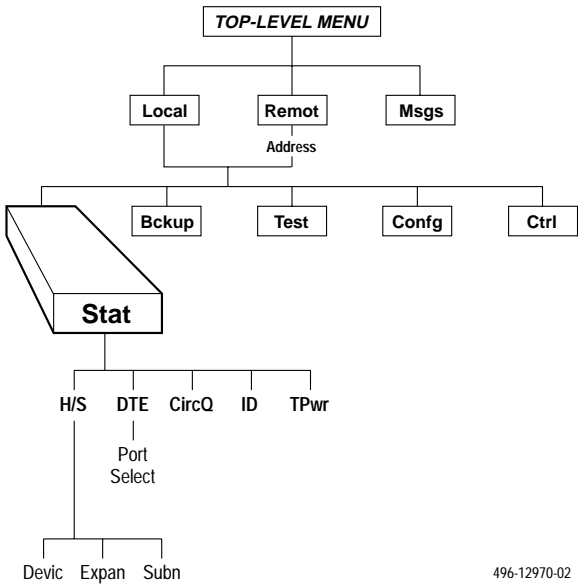 TOP-LEVEL MENU
Local Remot Msgs
Address
Bckup Test Confg Ctrl
Stat
H/S DTE CircQ ID TPwr
Port
Select
Devic Expan Subn
496-12970-02